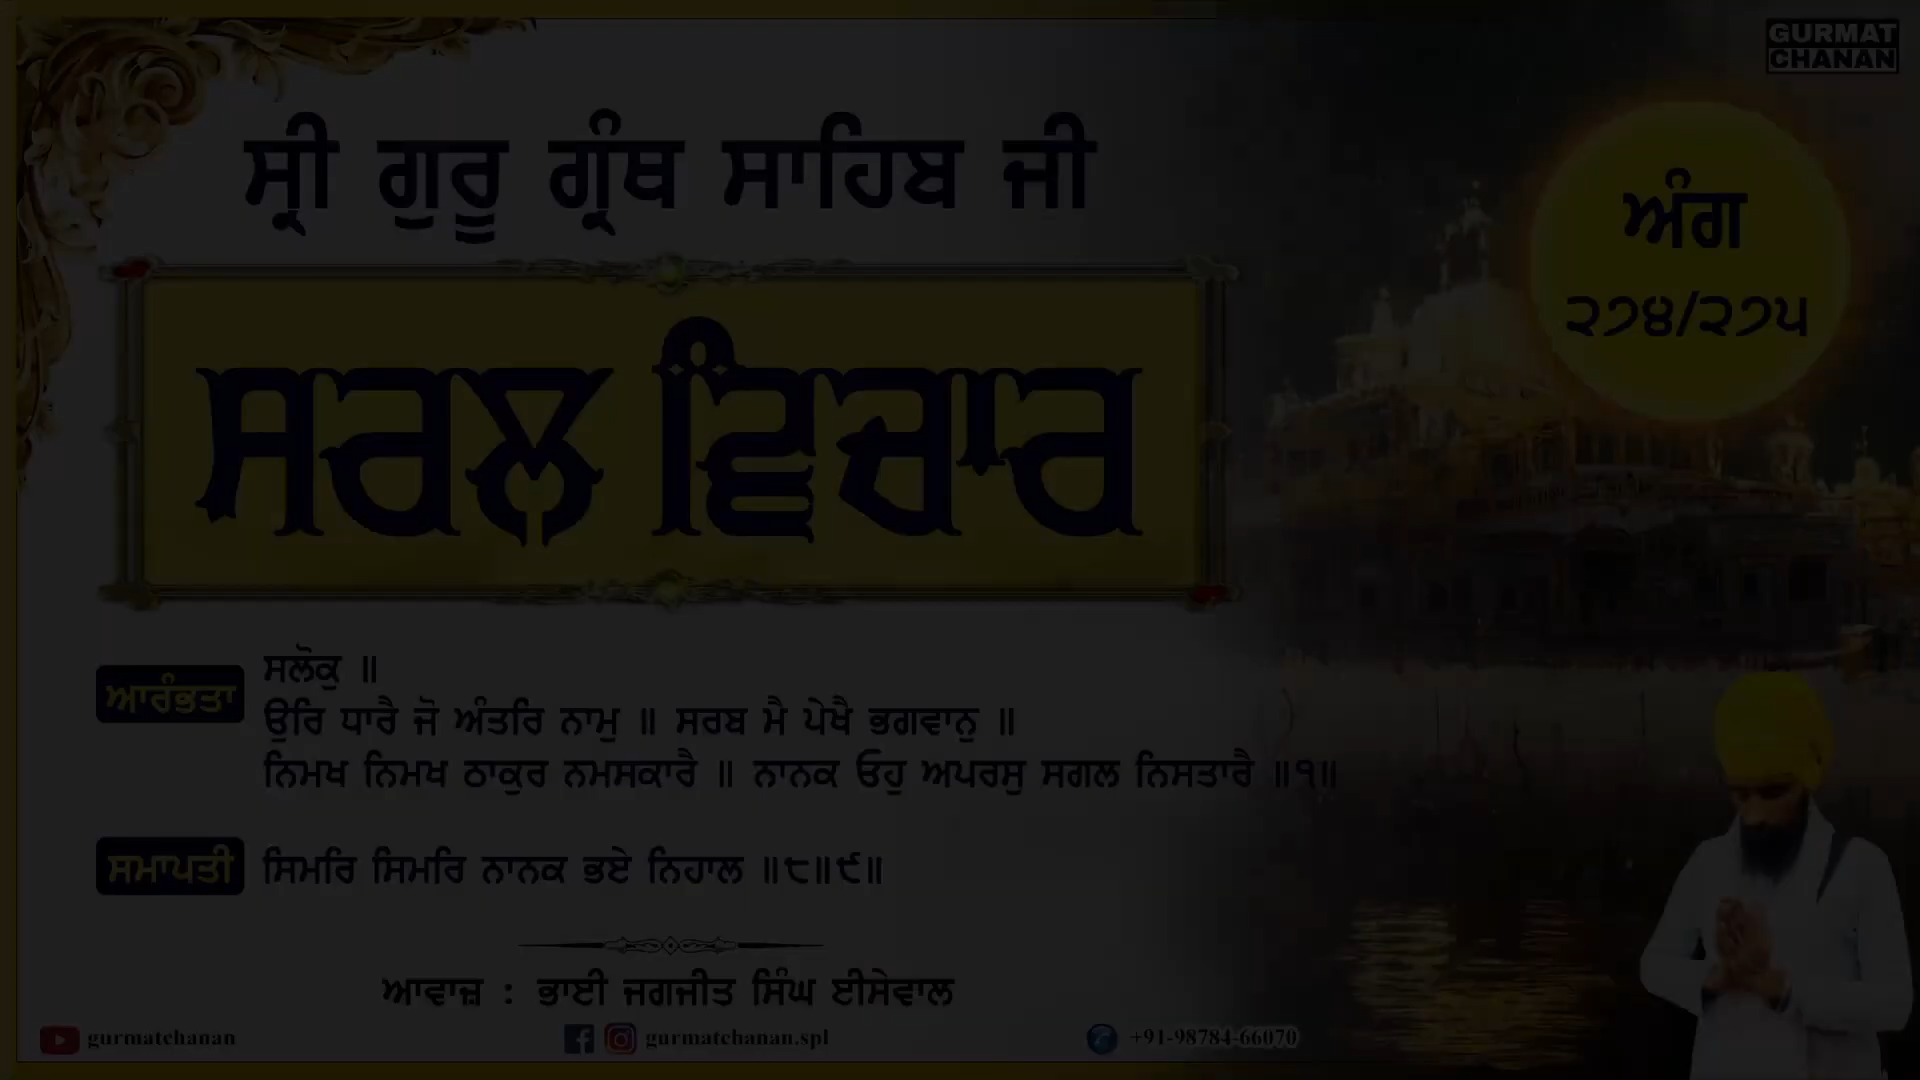 GURMAT
CHANAN
ਸ੍ਰੀ ਗੁਰੂ ਗ੍ਰੰਥ ਸਾਹਿਬ ਜੀ
ਅੰਗ
੨੭੪/੨੭੫
ਸਰਲ ਵਿਚਾਰ
ਆਰੰਭਤਾ
ਸਲੋਕੁ ॥
ਉਰਿ ਧਾਰੈ ਜੋ ਅੰਤਰਿ ਨਾਮੁ ॥ ਸਰਬ ਮੈ ਪੇਖੈ ਭਗਵਾਨੁ ॥
ਨਿਮਖ ਨਿਮਖ ਠਾਕੁਰ ਨਮਸਕਾਰੈ ॥ ਨਾਨਕ ਓਹੁ ਅਪਰਸੁ ਸਗਲ ਨਿਸਤਾਰੈ ॥੧॥
ਸਮਾਪਤੀ ਸਿਮਰਿ ਸਿਮਰਿ ਨਾਨਕ ਭਏ ਨਿਹਾਲ ॥੮॥੯॥
ਆਵਾਜ਼ : ਭਾਈ ਜਗਜੀਤ ਸਿੰਘ ਈਸੇਵਾਲ
gurmatchanan gurmatchanan.spl +91-98784-66070